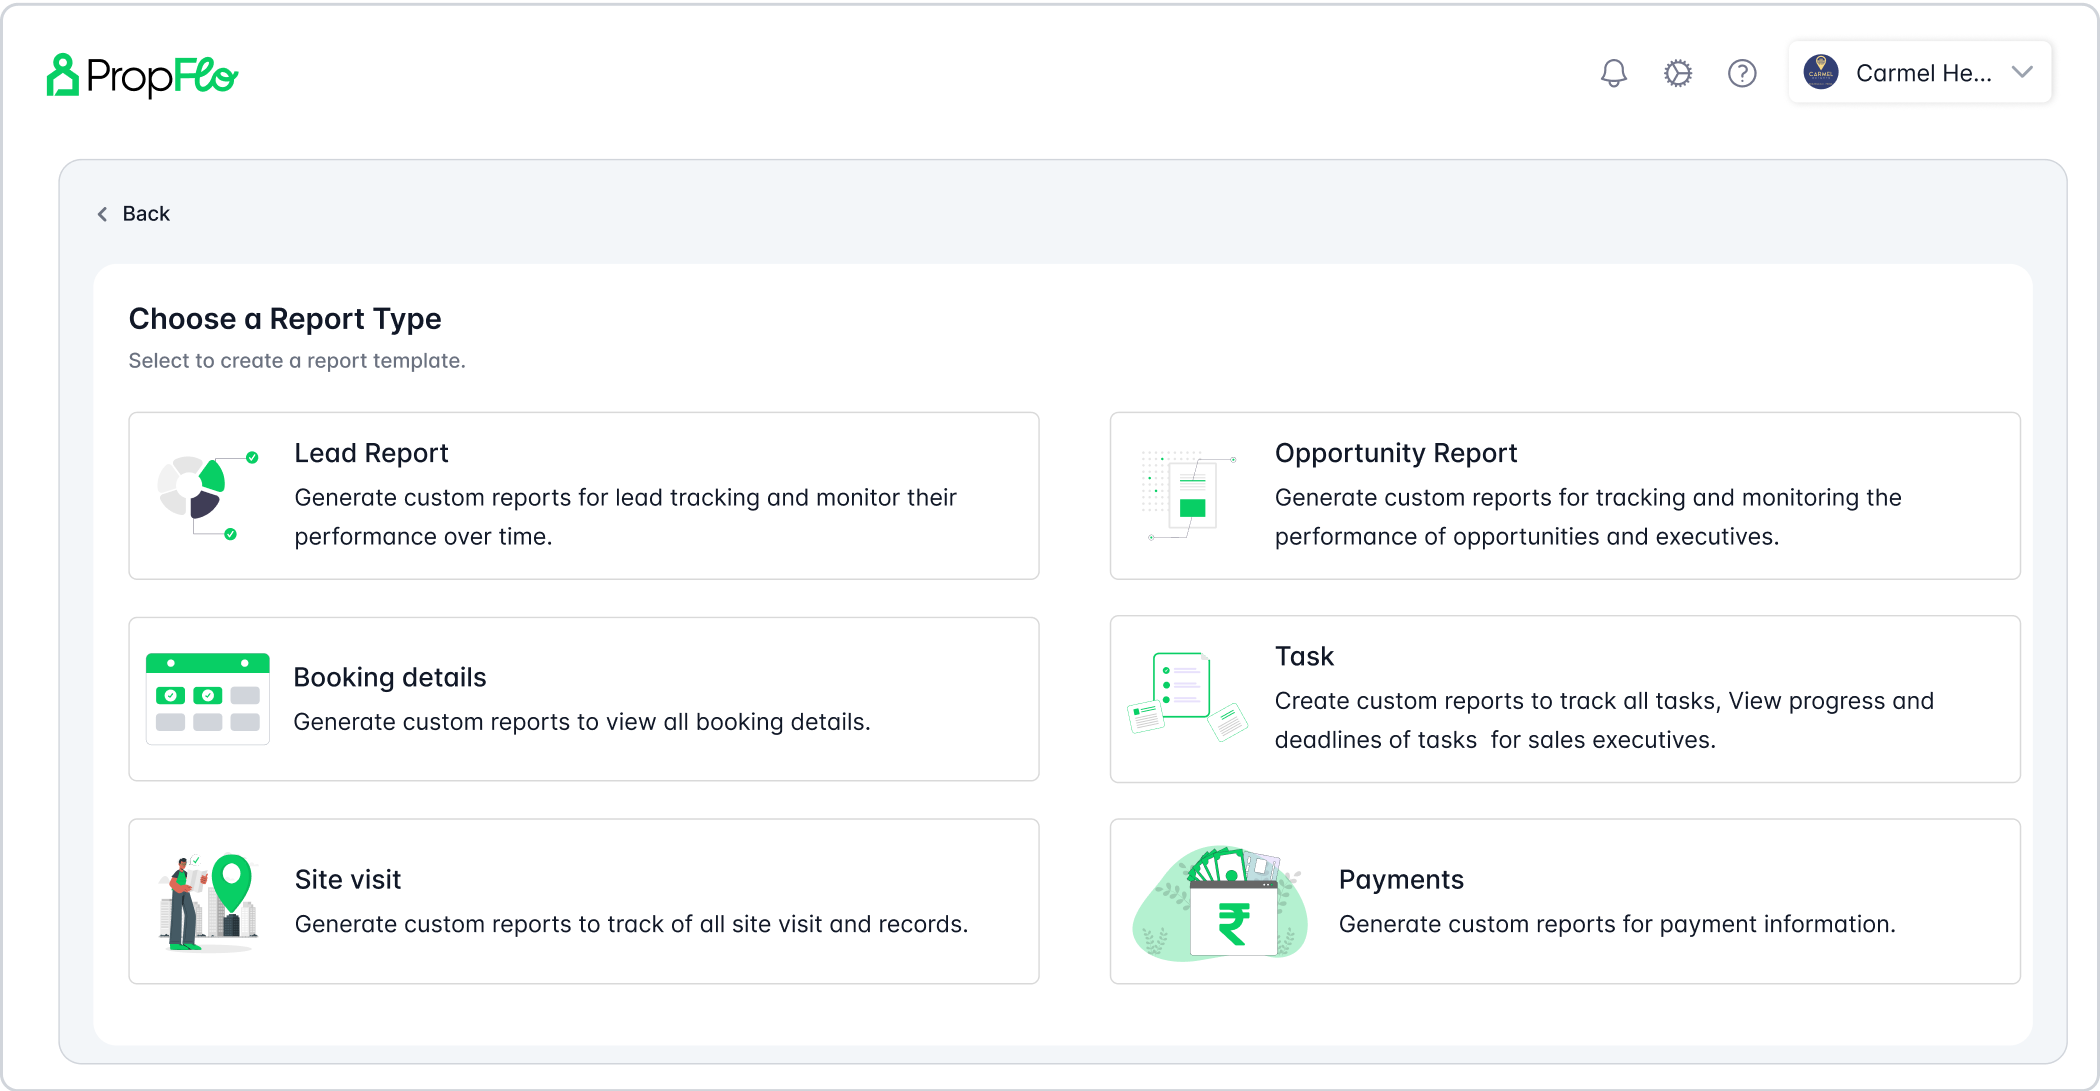 PropFlo
CARMEL
Carmel He...
Back
Choose a Report Type
Select to create a report template.
Lead Report
Generate custom reports for lead tracking and monitor their
performance over time.
Opportunity Report
Generate custom reports for tracking and monitoring the
performance of opportunities and executives.
Booking details
Generate custom reports to view all booking details.
Task
Create custom reports to track all tasks, View progress and
deadlines of tasks  for sales executives.
Site visit
Generate custom reports to track of all site visit and records.
₹
Payments
Generate custom reports for payment information.